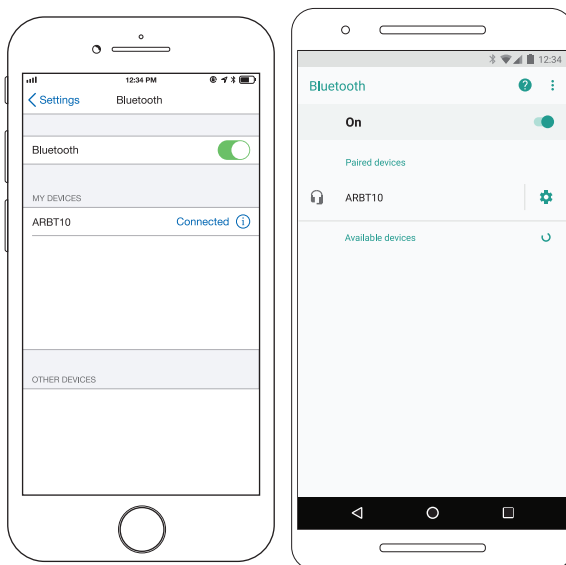 12:34 PM
Settings
Bluetooth
Bluetooth
MY DEVICES
ARBT10
Connected
OTHER DEVICES
12:34
Bluetooth
On
Paired devices
ARBT10
Available devices